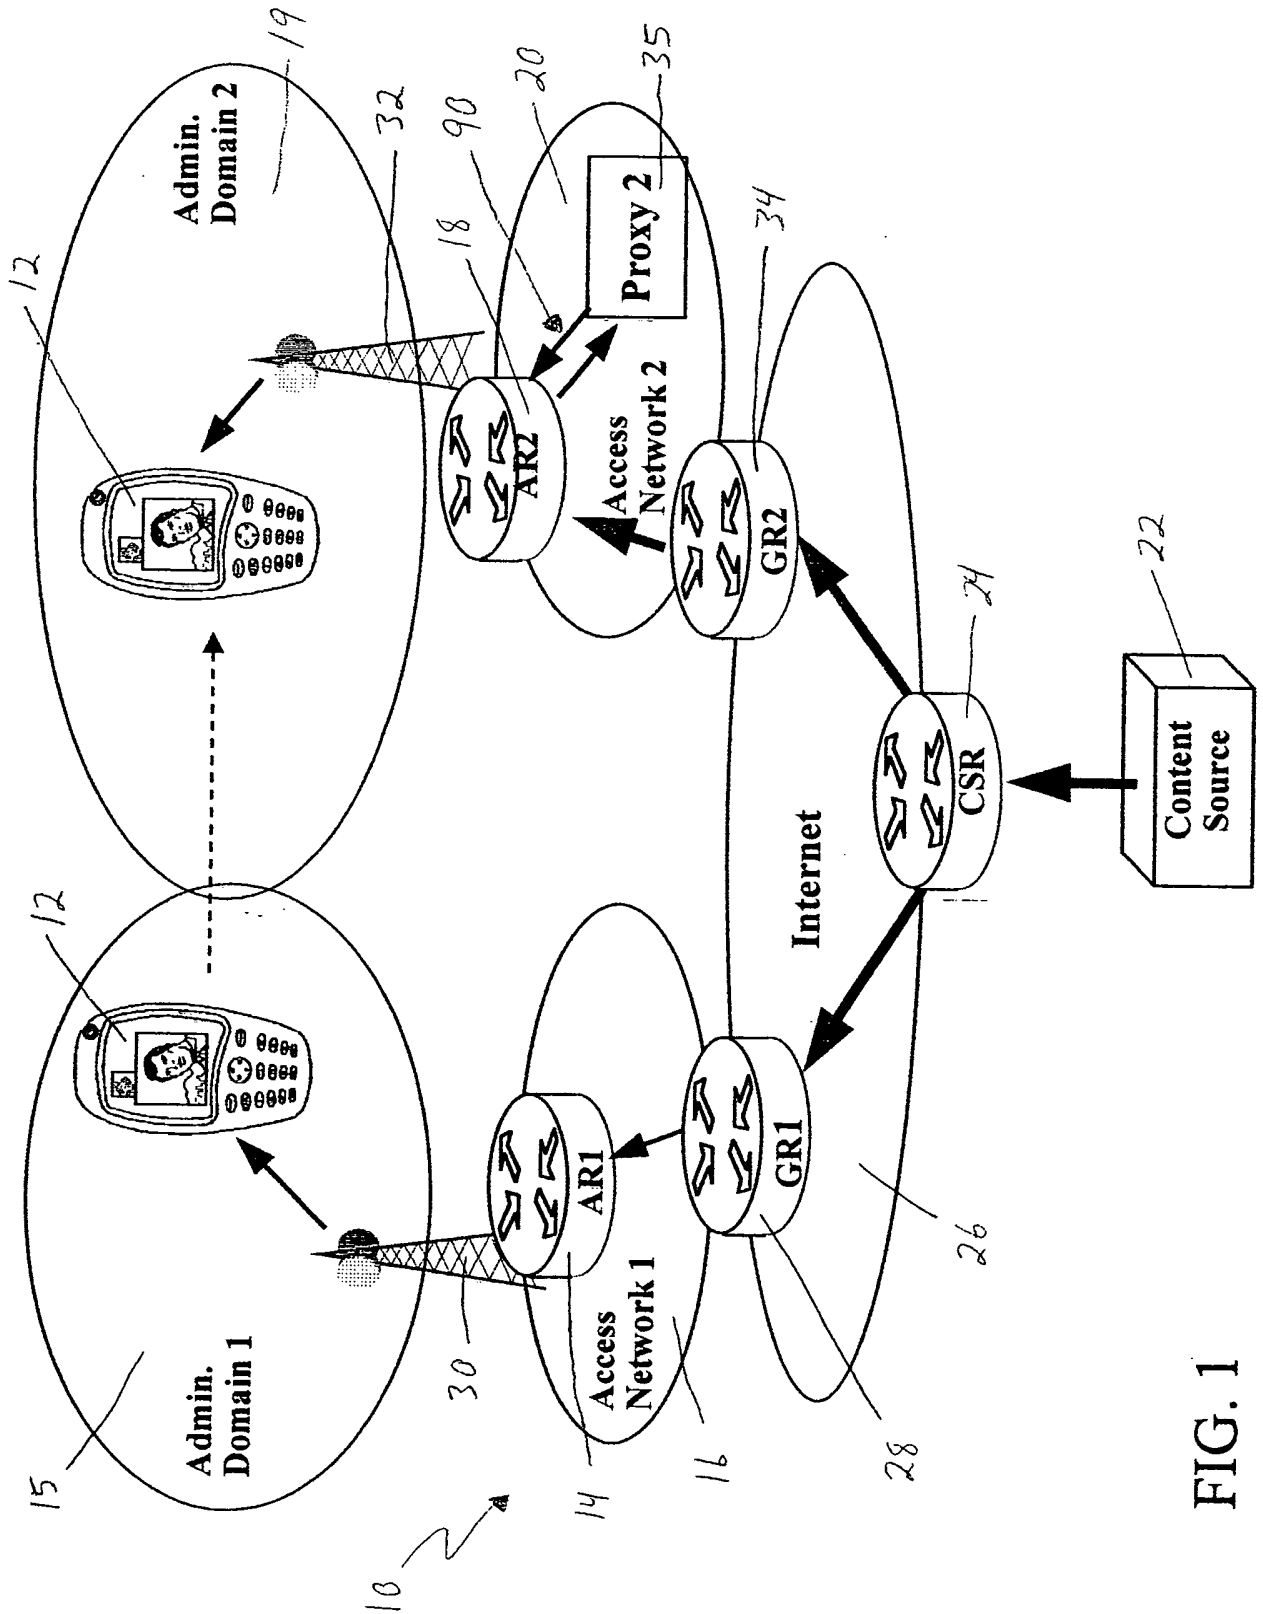 12
12
19
15
Admin.
Domain 1
Admin.
Domain 2
32
90
20
35
30
18
10
14
AR1
AR2
Proxy 2
Access
Network 1
Access
Network 2
16
34
GR1
GR2
28
Internet
26
CSR
24
Content
Source
22
FIG. 1